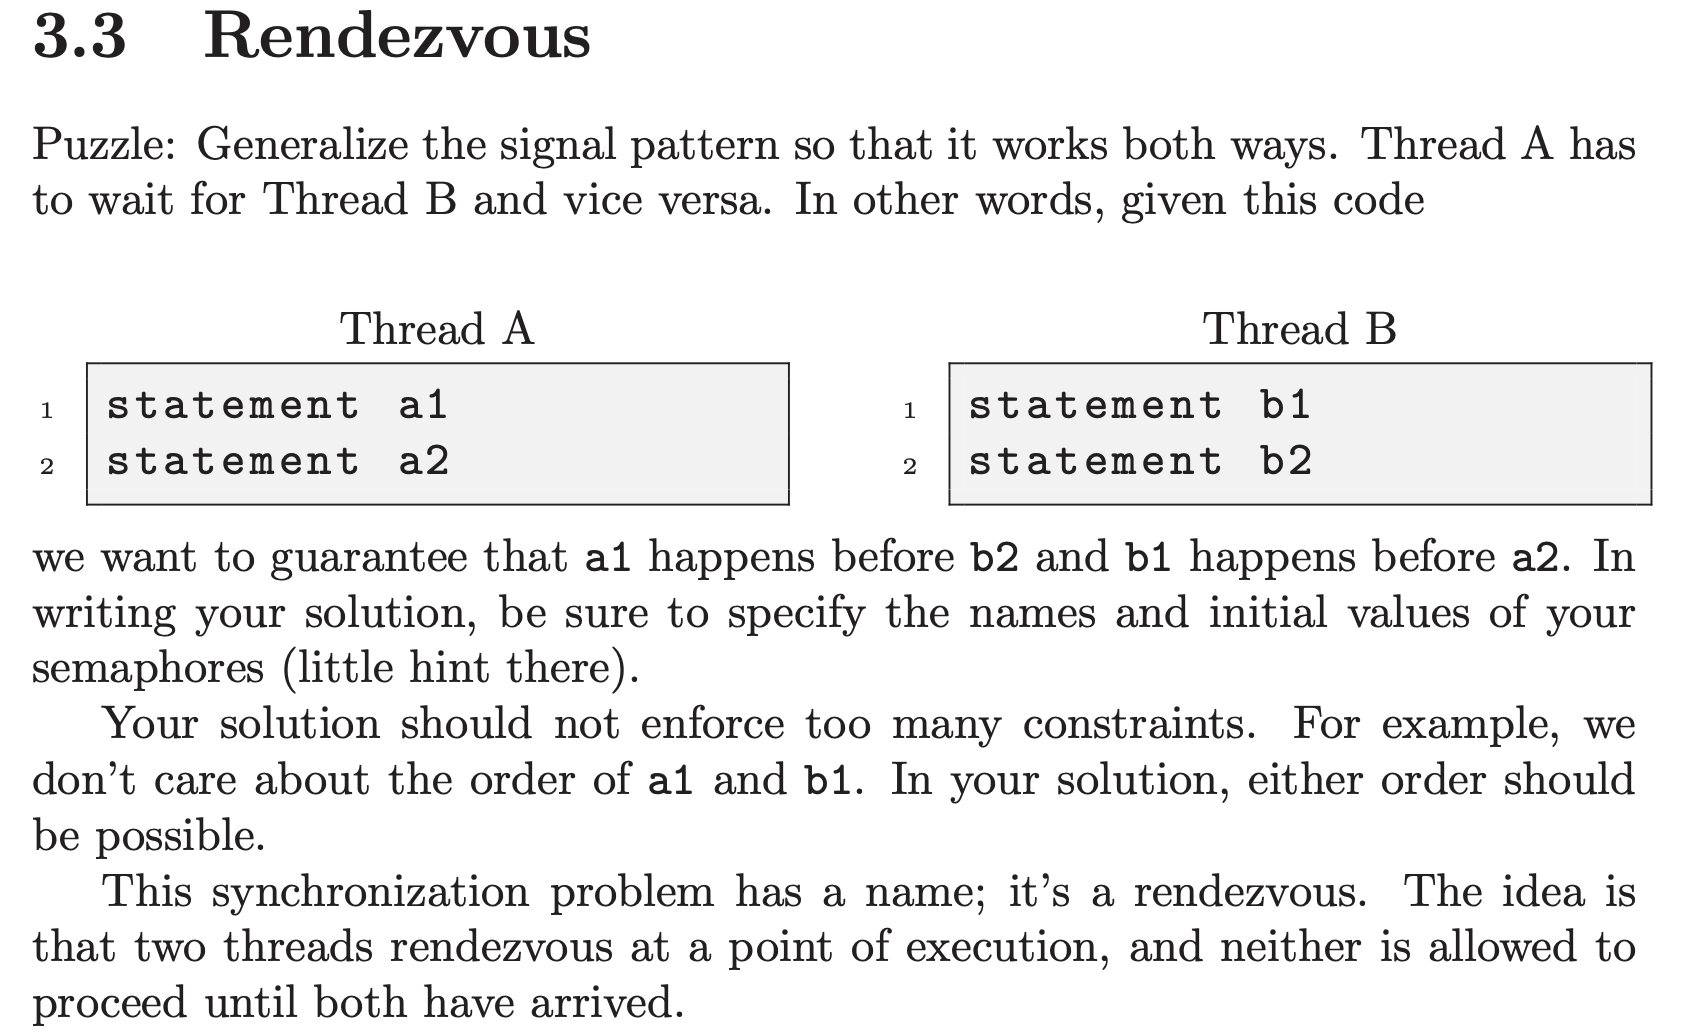 3.3 Rendezvous
Puzzle: Generalize the signal pattern so that it works both ways. Thread A has
to wait for Thread B and vice versa. In other words, given this code
Thread A
1 statement a1
2 statement a2
Thread B
1 statement b1
2 statement b2
we want to guarantee that a1 happens before b2 and b1 happens before a2. In
writing your solution, be sure to specify the names and initial values of your
semaphores (little hint there).
Your solution should not enforce too many constraints. For example, we
don't care about the order of a1 and b1. In your solution, either order should
be possible.
This synchronization problem has a name; it's a rendezvous. The idea is
that two threads rendezvous at a point of execution, and neither is allowed to
proceed until both have arrived.